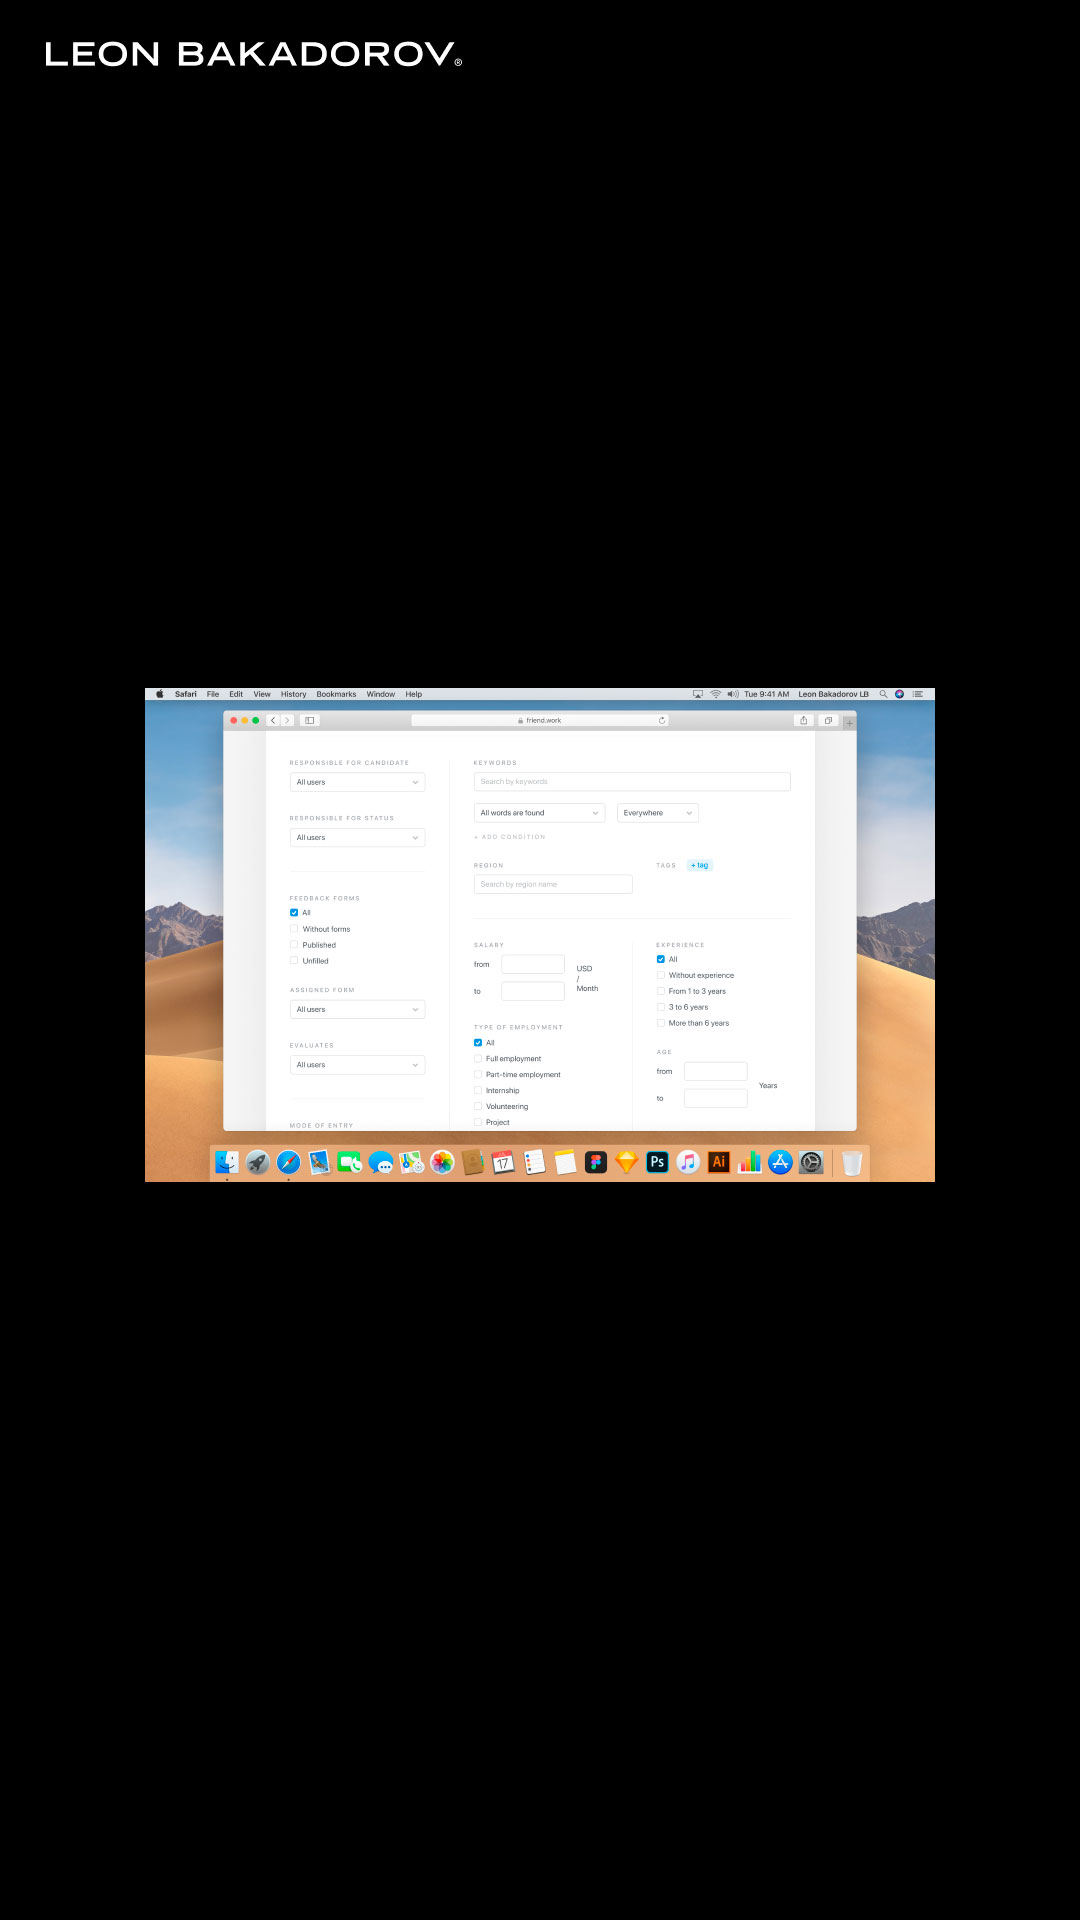 LEON BAKADOROV®
Safari File Edit View History Bookmarks Window Help Tue 9:41 AM Leon Bakadorov LB
friend.work
RESPONSIBLE FOR CANDIDATE
All users
RESPONSIBLE FOR STATUS
All users
FEEDBACK FORMS
All
Without forms
Published
Unfilled
ASSIGNED FORM
All users
EVALUATES
All users
MODE OF ENTRY
KEYWORDS
Search by keywords
All words are found Everywhere
+ ADD CONDITION
REGION
Search by region name
TAGS + tag
SALARY
from
to
USD
/
Month
TYPE OF EMPLOYMENT
All
Full employment
Part-time employment
Internship
Volunteering
Project
EXPERIENCE
All
Without experience
From 1 to 3 years
3 to 6 years
More than 6 years
AGE
from
to
Years
17
Ps
Ai